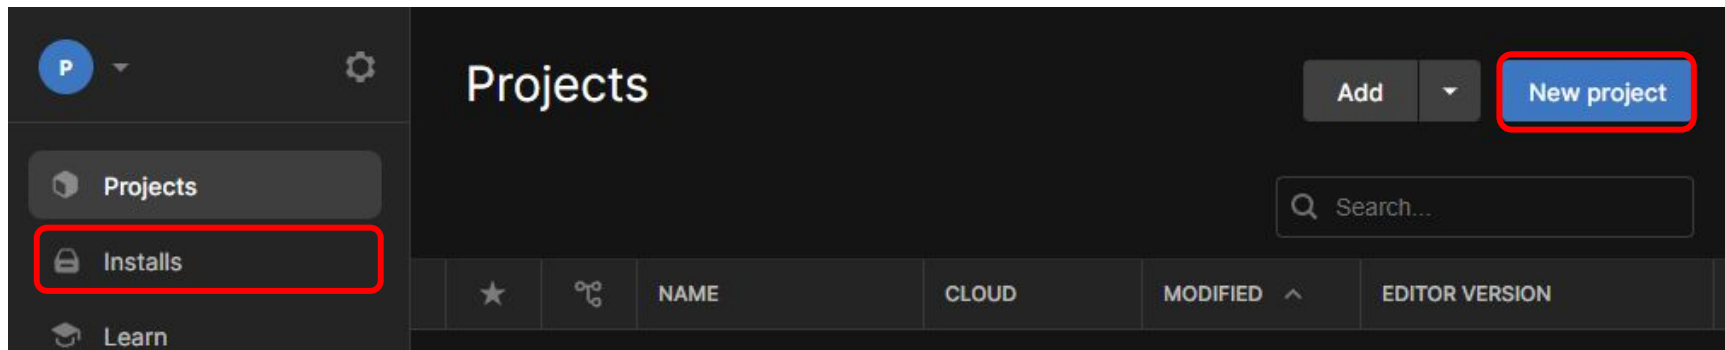 P
Projects
Installs
Learn
Projects
Add
New project
Search...
NAME CLOUD MODIFIED EDITOR VERSION